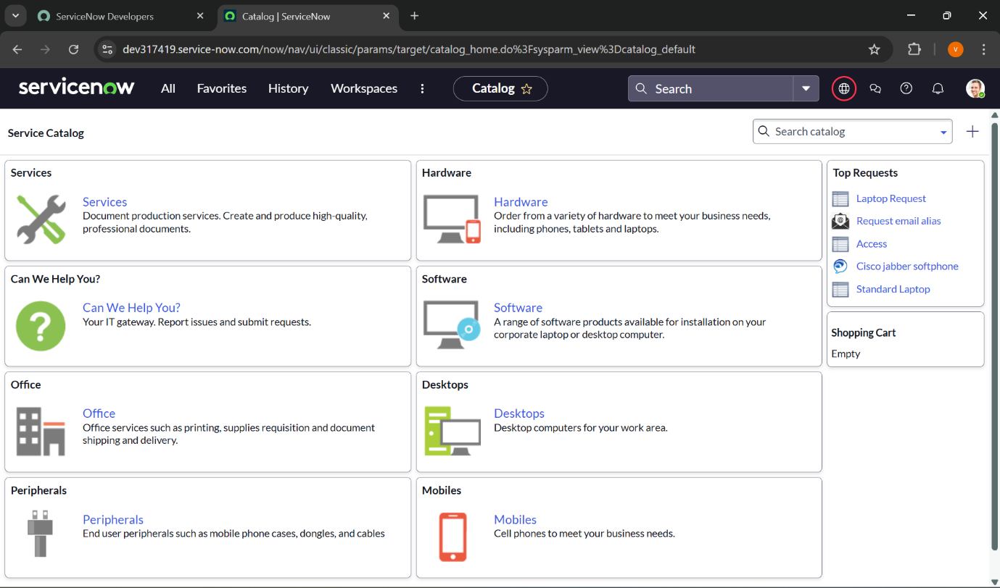 ServiceNow Developers
Catalog | ServiceNow
dev317419.service-now.com/now/nav/ui/classic/params/target/catalog_home.do%3Fsysparm_view%3Dcatalog_default
V
servicenow
All
Favorites
History
Workspaces
Catalog
Search
Service Catalog
Search catalog
Services
Services
Document production services. Create and produce high-quality,
professional documents.
Hardware
Hardware
Order from a variety of hardware to meet your business needs,
including phones, tablets and laptops.
Top Requests
Laptop Request
Request email alias
Access
Cisco jabber softphone
Standard Laptop
Can We Help You?
Can We Help You?
Your IT gateway. Report issues and submit requests.
Software
Software
A range of software products available for installation on your
corporate laptop or desktop computer.
Shopping Cart
Empty
Office
Office
Office services such as printing, supplies requisition and document
shipping and delivery.
Desktops
Desktops
Desktop computers for your work area.
Peripherals
Peripherals
End user peripherals such as mobile phone cases, dongles, and cables
Mobiles
Mobiles
Cell phones to meet your business needs.